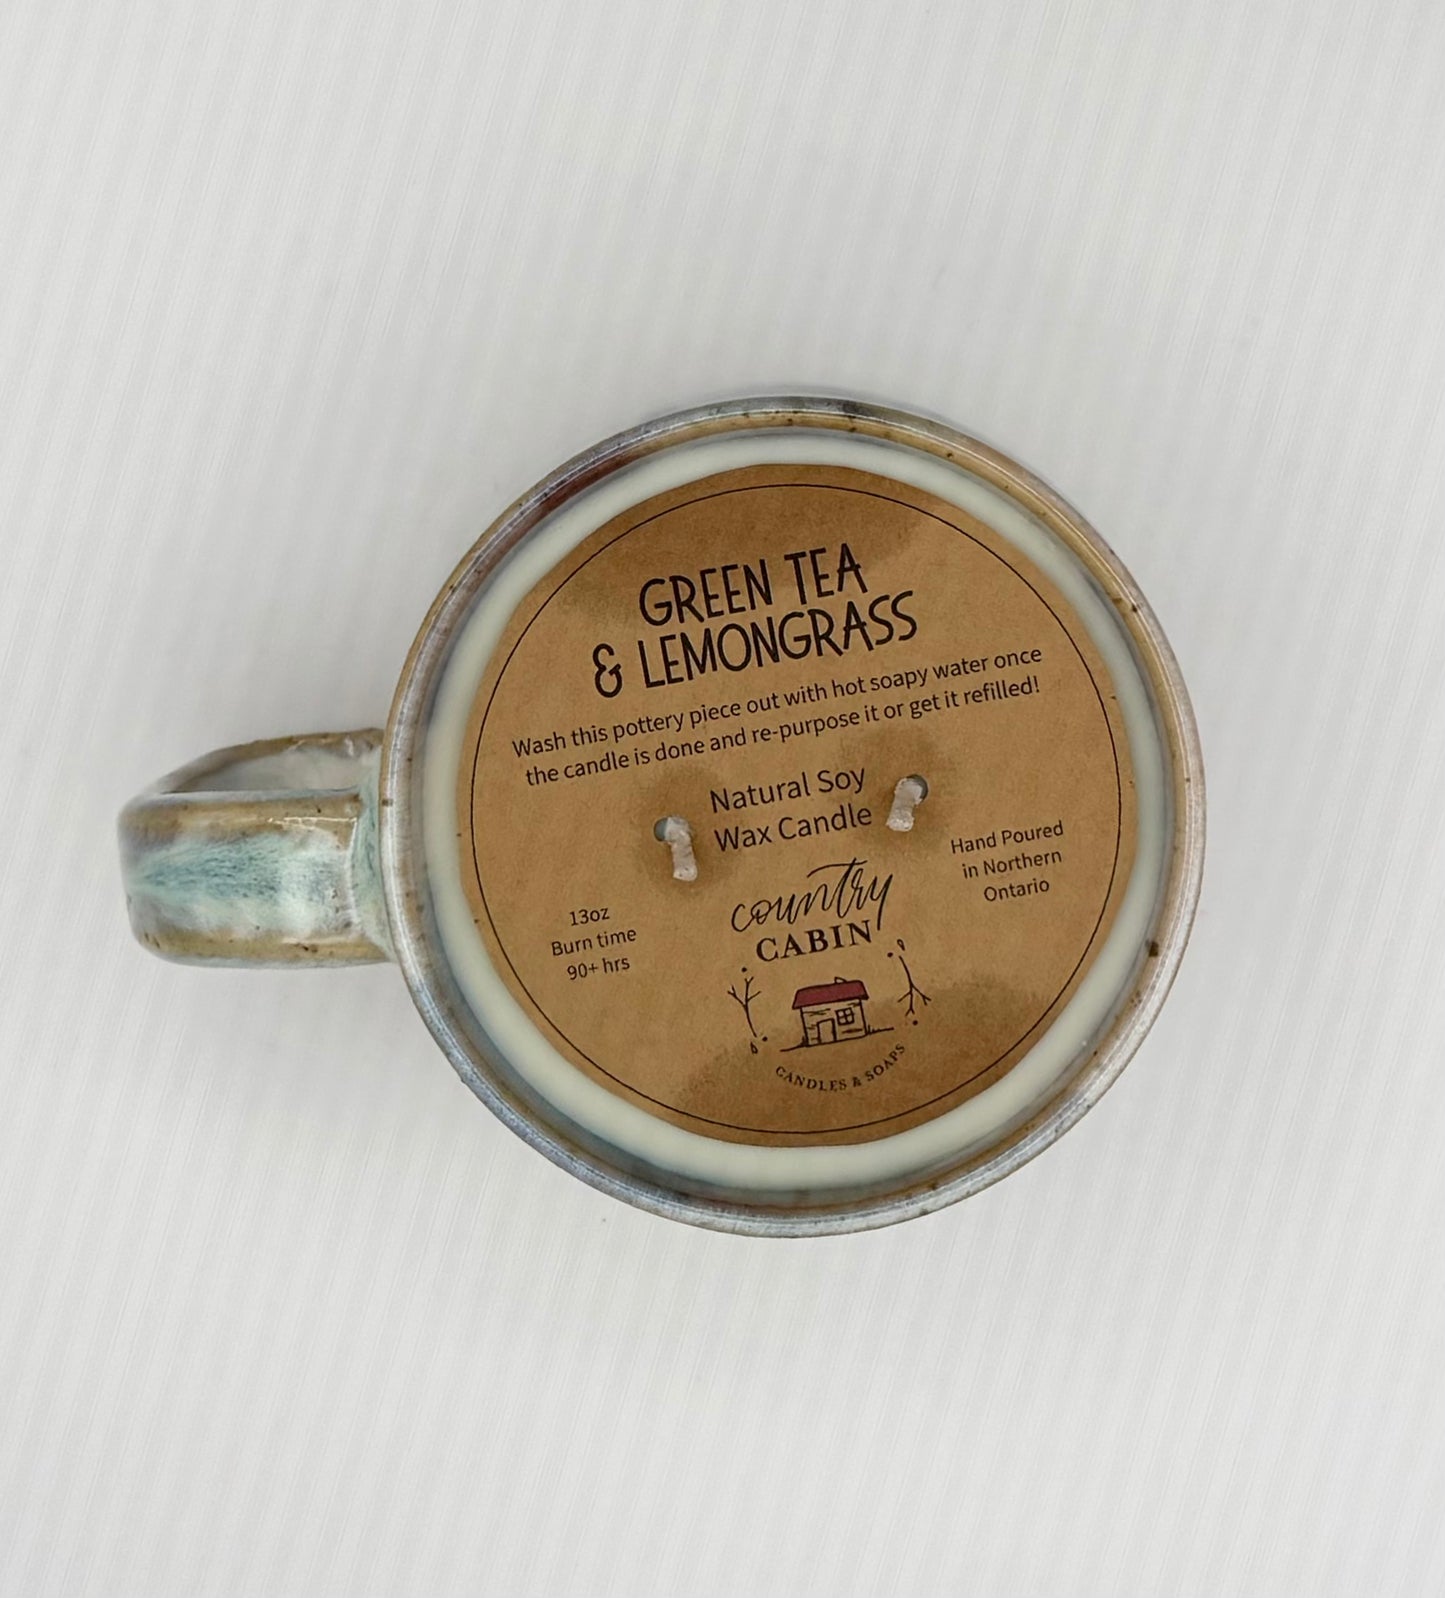 GREEN TEA
& LEMONGRASS
Wash this pottery piece out with hot soapy water once
the candle is done and re-purpose it or get it refilled!
Natural Soy
Wax Candle
Hand Poured
in Northern
Ontario
13oz
Burn time
90+ hrs
country
CABIN
CANDLES & SOAPS